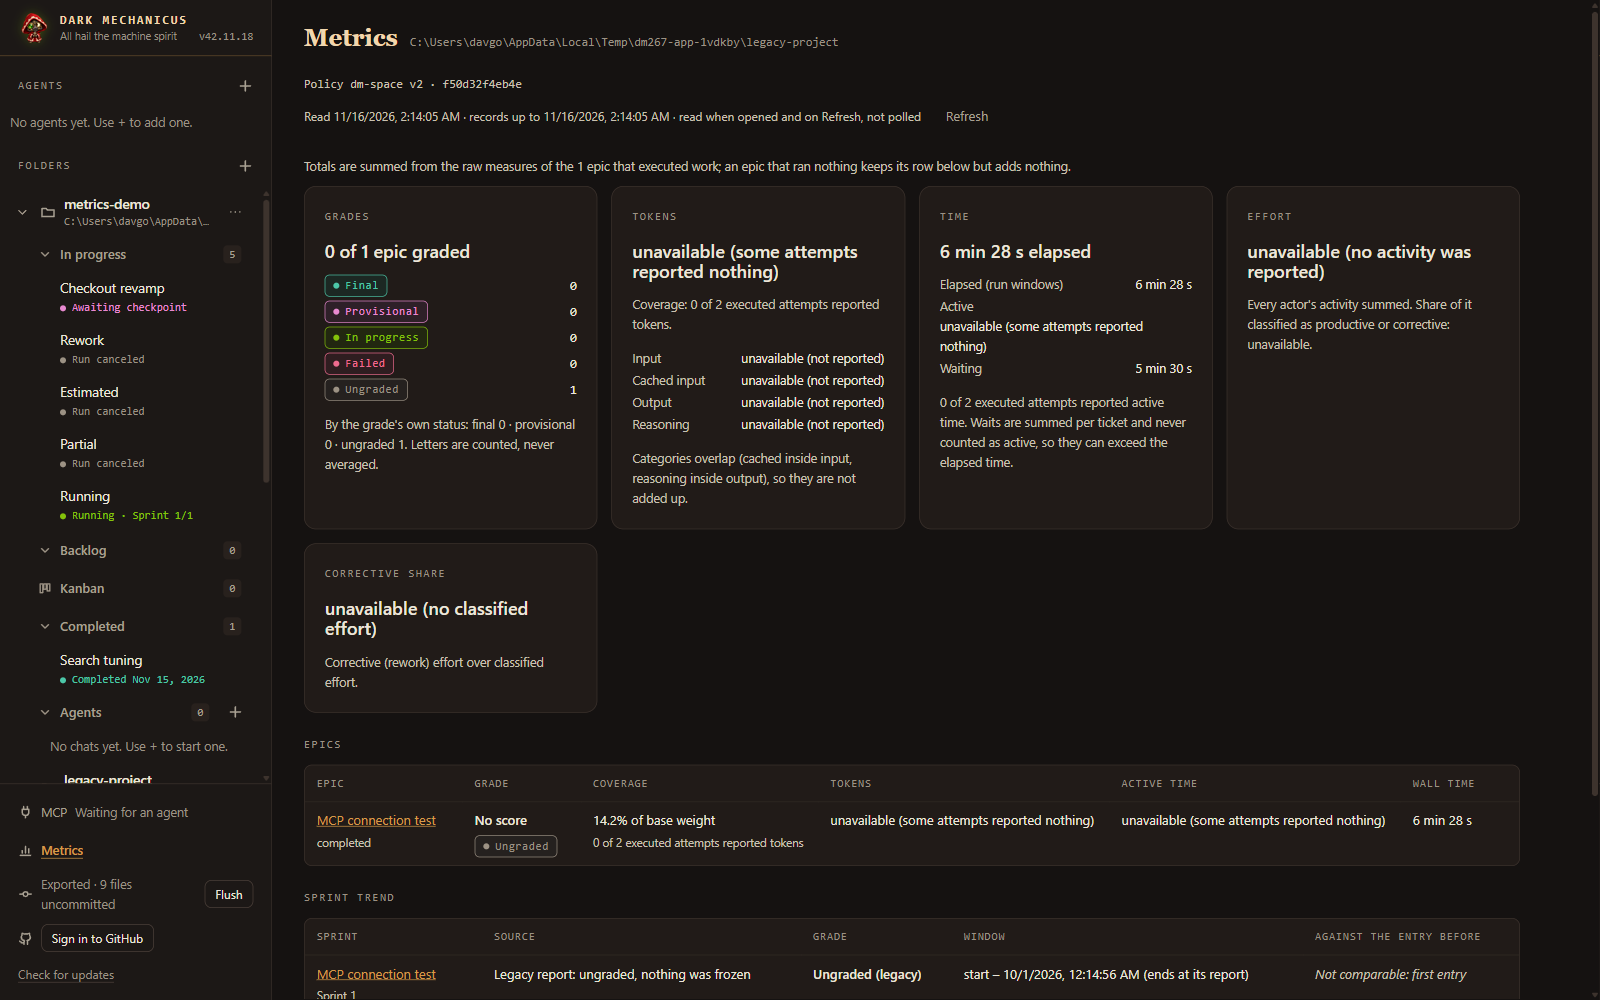 DARK MECHANICUS
All hail the machine spirit v42.11.18
AGENTS
No agents yet. Use + to add one.
FOLDERS
metrics-demo
C:\Users\davgo\AppData\…
In progress 5
Checkout revamp
Awaiting checkpoint
Rework
Run canceled
Estimated
Run canceled
Partial
Run canceled
Running
Running · Sprint 1/1
Backlog 0
Kanban 0
Completed 1
Search tuning
Completed Nov 15, 2026
Agents 0
No chats yet. Use + to start one.
legacy-project
MCP Waiting for an agent
Metrics
Exported · 9 files
uncommitted
Flush
Sign in to GitHub
Check for updates
Metrics C:\Users\davgo\AppData\Local\Temp\dm267-app-1vdkby\legacy-project
Policy dm-space v2 · f50d32f4eb4e
Read 11/16/2026, 2:14:05 AM · records up to 11/16/2026, 2:14:05 AM · read when opened and on Refresh, not polled Refresh
Totals are summed from the raw measures of the 1 epic that executed work; an epic that ran nothing keeps its row below but adds nothing.
GRADES
0 of 1 epic graded
Final 0
Provisional 0
In progress 0
Failed 0
Ungraded 1
By the grade's own status: final 0 · provisional
0 · ungraded 1. Letters are counted, never
averaged.
TOKENS
unavailable (some attempts
reported nothing)
Coverage: 0 of 2 executed attempts reported
tokens.
Input unavailable (not reported)
Cached input unavailable (not reported)
Output unavailable (not reported)
Reasoning unavailable (not reported)
Categories overlap (cached inside input,
reasoning inside output), so they are not
added up.
TIME
6 min 28 s elapsed
Elapsed (run windows) 6 min 28 s
Active
unavailable (some attempts reported
nothing)
Waiting 5 min 30 s
0 of 2 executed attempts reported active
time. Waits are summed per ticket and never
counted as active, so they can exceed the
elapsed time.
EFFORT
unavailable (no activity was
reported)
Every actor's activity summed. Share of it
classified as productive or corrective:
unavailable.
CORRECTIVE SHARE
unavailable (no classified
effort)
Corrective (rework) effort over classified
effort.
EPICS
EPIC GRADE COVERAGE TOKENS ACTIVE TIME WALL TIME
MCP connection test No score 14.2% of base weight unavailable (some attempts reported nothing) unavailable (some attempts reported nothing) 6 min 28 s
completed Ungraded 0 of 2 executed attempts reported tokens
SPRINT TREND
SPRINT SOURCE GRADE WINDOW AGAINST THE ENTRY BEFORE
MCP connection test Legacy report: ungraded, nothing was frozen Ungraded (legacy) start – 10/1/2026, 12:14:56 AM (ends at its report) Not comparable: first entry
Sprint 1